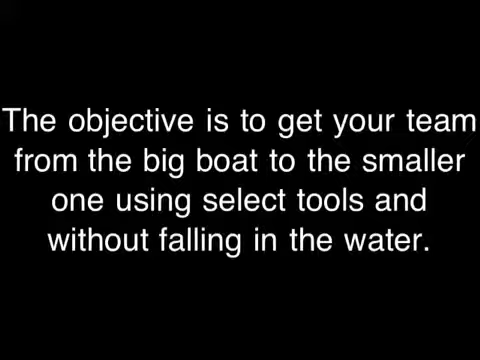 The objective is to get your team
from the big boat to the smaller
one using select tools and
without falling in the water.